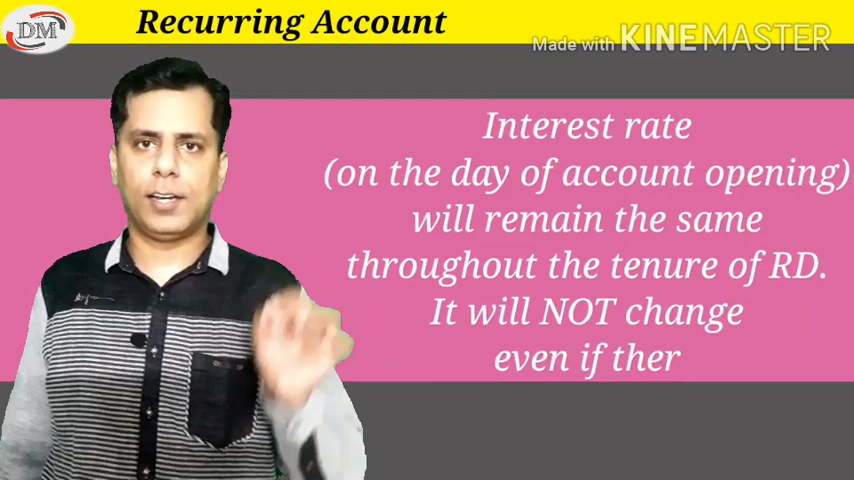 DM
Recurring Account
Made with KINEMASTER
Interest rate
(on the day of account opening)
will remain the same
throughout the tenure of RD.
It will NOT change
even if ther